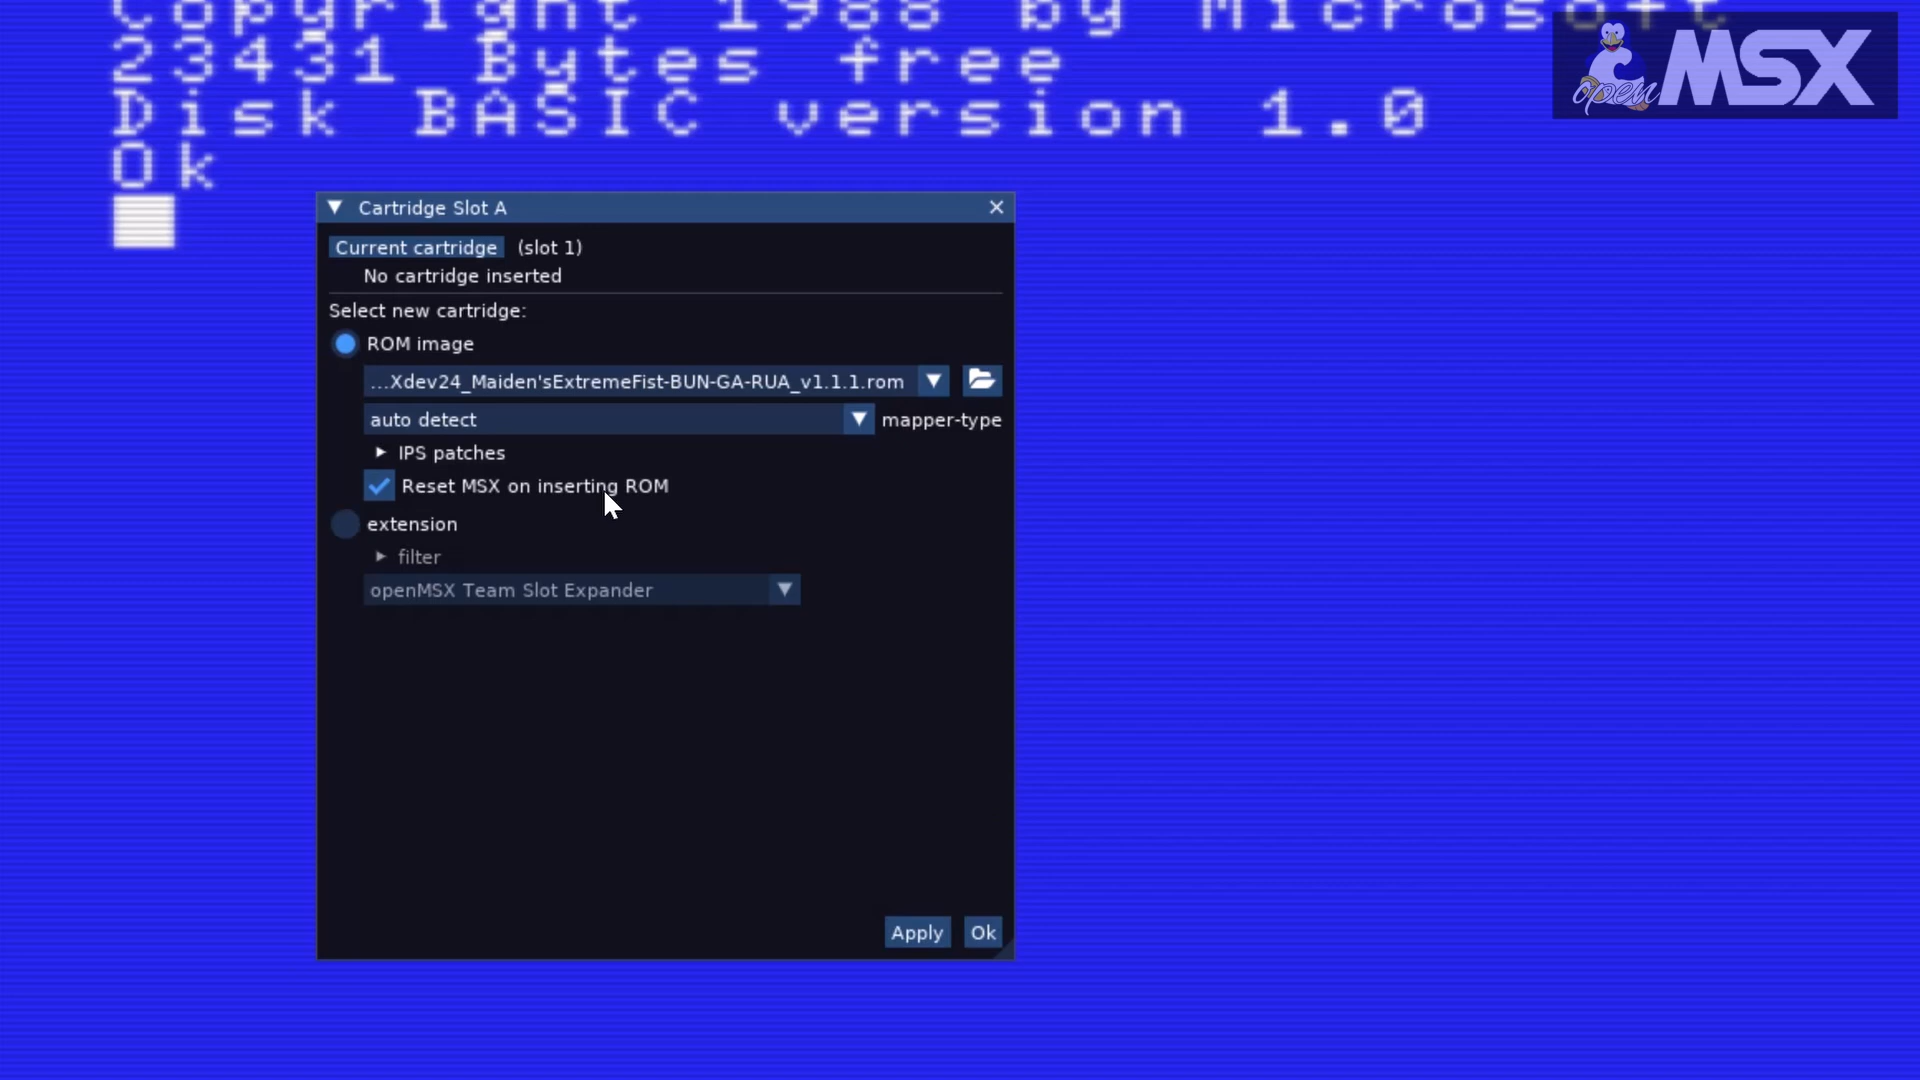 Copyright 1988 by Microsoft
23431 Bytes free
Disk BASIC version 1.0
Ok
open MSX
Cartridge Slot A
Current cartridge (slot 1)
No cartridge inserted
Select new cartridge:
ROM image
...Xdev24_Maiden'sExtremeFist-BUN-GA-RUA_v1.1.1.rom
auto detect mapper-type
IPS patches
Reset MSX on inserting ROM
extension
filter
openMSX Team Slot Expander
Apply Ok